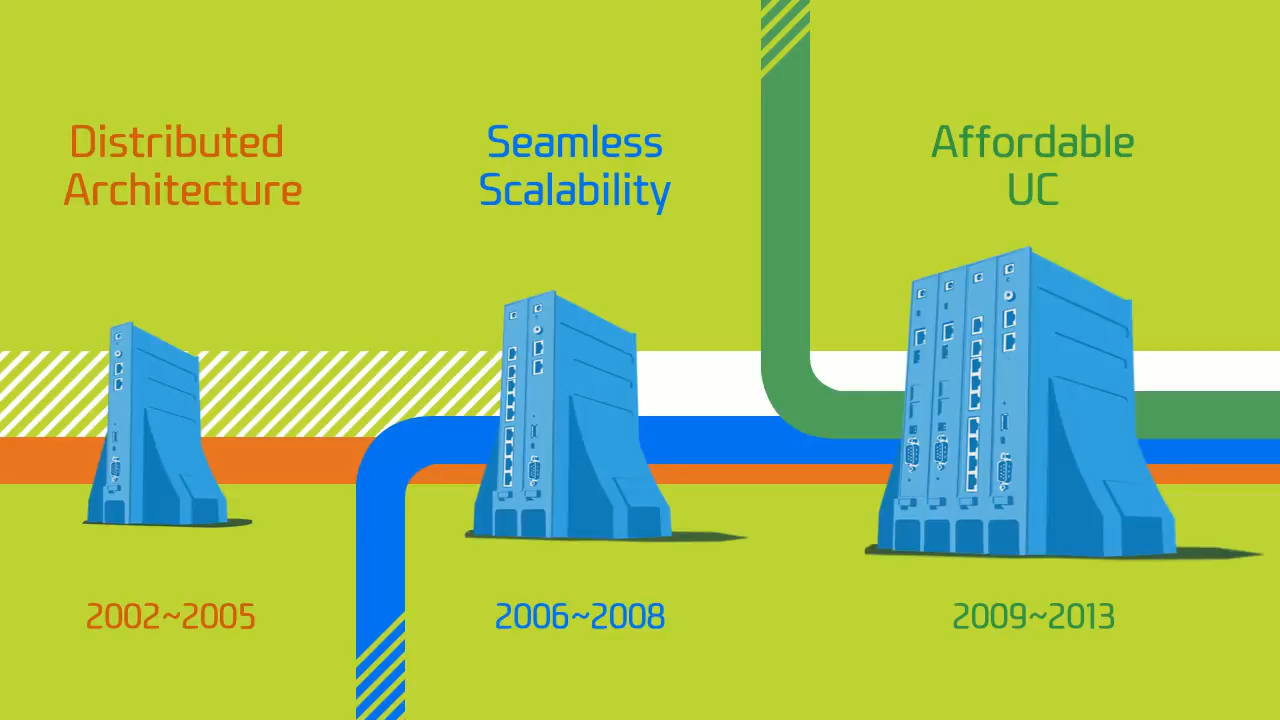 Distributed
Architecture
Seamless
Scalability
Affordable
UC
2002~2005
2006~2008
2009~2013